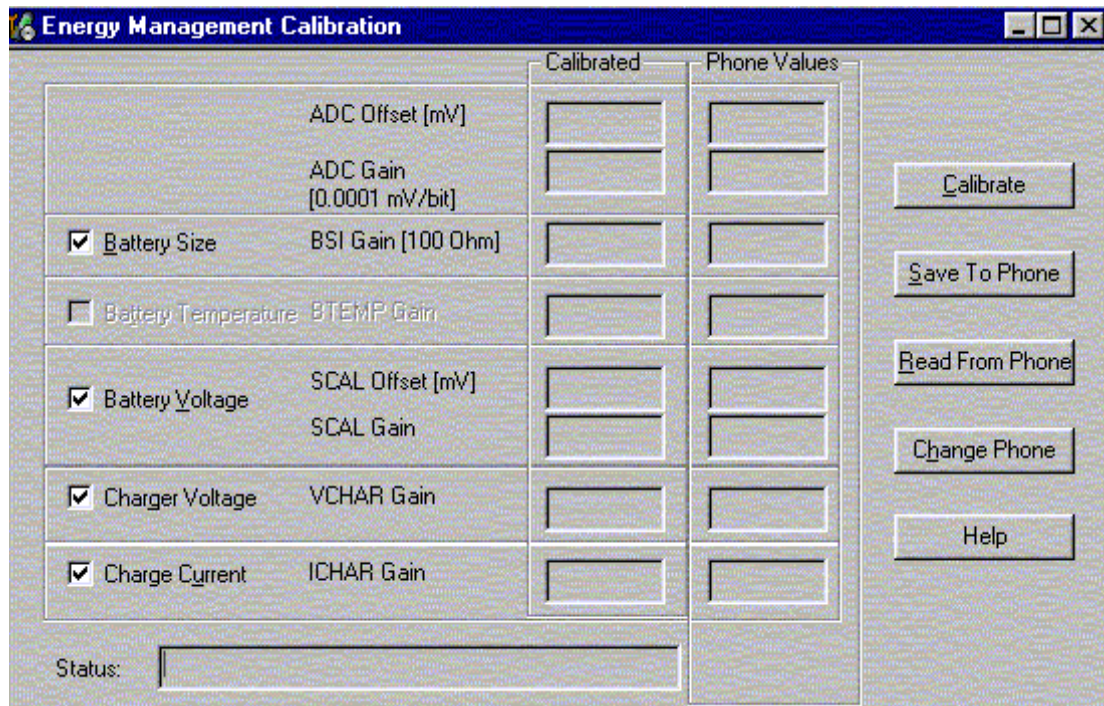 Energy Management Calibration
Calibrated Phone Values
ADC Offset [mV]
ADC Gain
[0.0001 mV/bit]
Battery Size BSI Gain [100 Ohm]
Battery Temperature BTEMP Gain
Battery Voltage SCAL Offset [mV]
SCAL Gain
Charger Voltage VCHAR Gain
Charge Current ICHAR Gain
Status:
Calibrate
Save To Phone
Read From Phone
Change Phone
Help